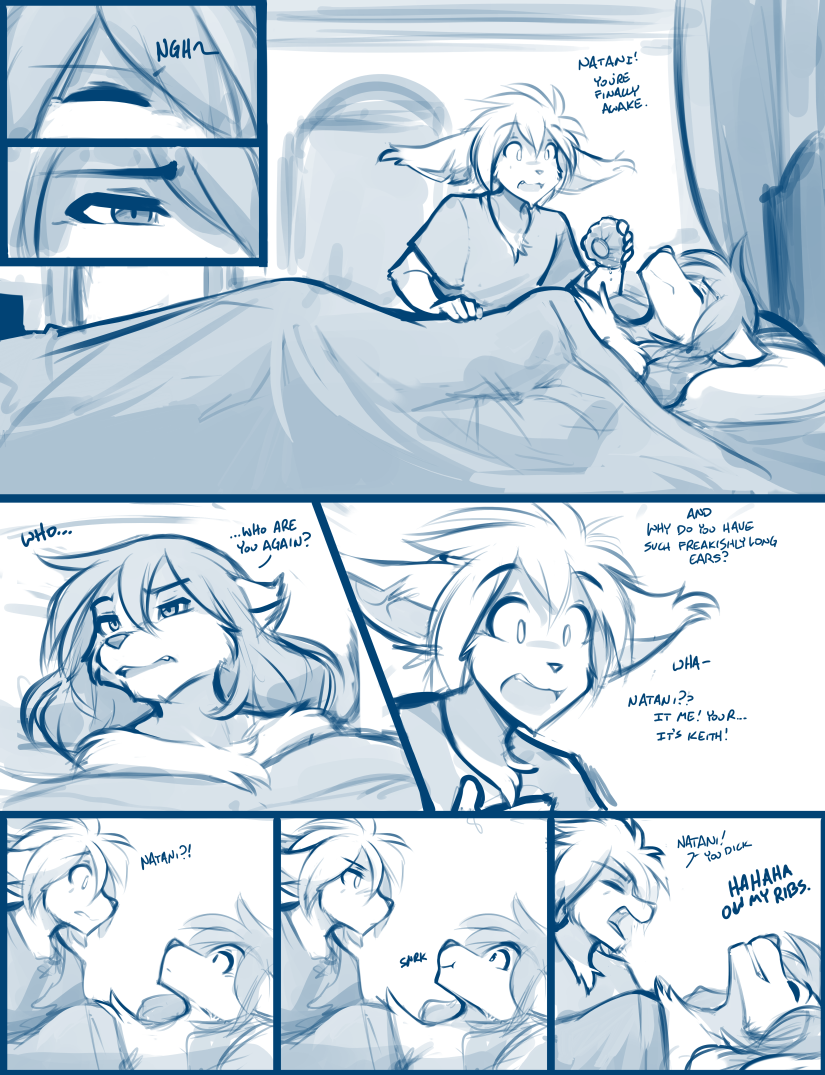 NGH~
NATANI!
YOU'RE
FINALLY
AWAKE.
WHO...
...WHO ARE
YOU AGAIN?
AND
WHY DO YOU HAVE
SUCH FREAKISHLY LONG
EARS?
WHA-
NATANI??
IT ME! YOUR...
IT'S KEITH!
NATANI?!
SMRK
NATANI!
YOU DICK
HAHAHA
OW MY RIBS.